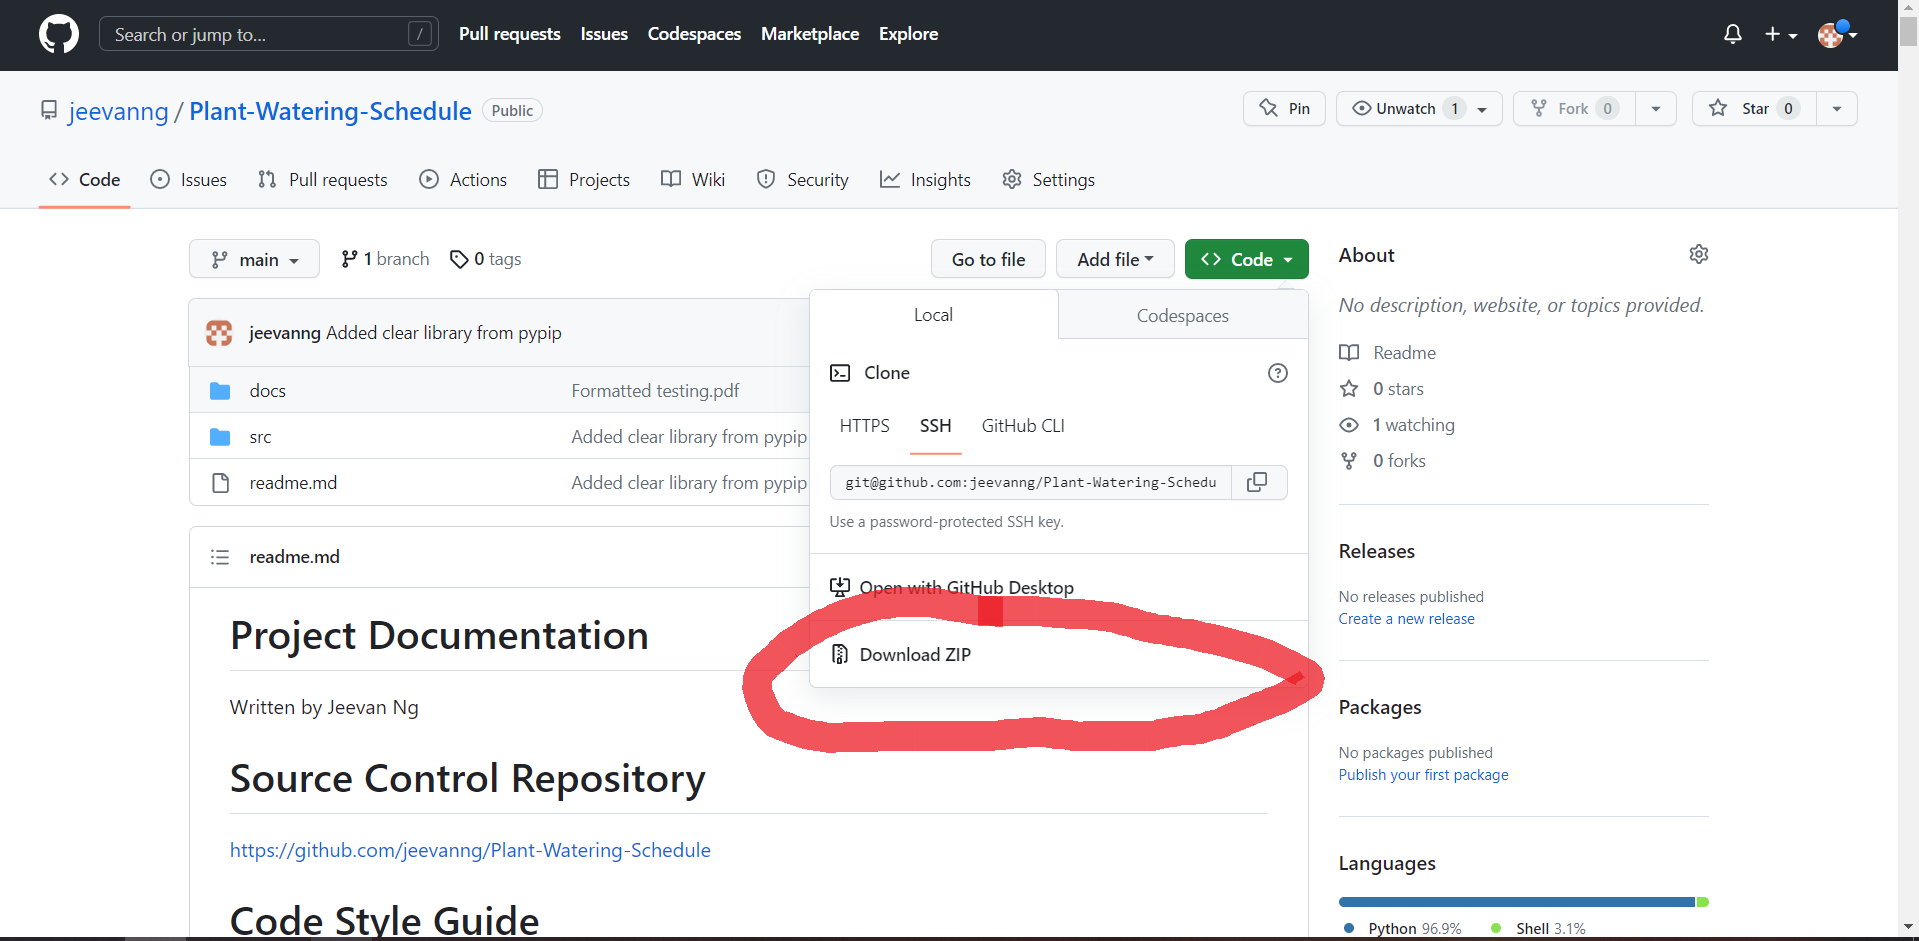 Search or jump to... /
Pull requests Issues Codespaces Marketplace Explore
jeevanng / Plant-Watering-Schedule Public
Pin Unwatch 1 Fork 0 Star 0
Code Issues Pull requests Actions Projects Wiki Security Insights Settings
main 1 branch 0 tags Go to file Add file Code
jeevanng Added clear library from pypip
docs Formatted testing.pdf
src Added clear library from pypip
readme.md Added clear library from pypip
Local Codespaces
Clone
HTTPS SSH GitHub CLI
git@github.com:jeevanng/Plant-Watering-Schedu
Use a password-protected SSH key.
Open with GitHub Desktop
Download ZIP
readme.md
Project Documentation
Written by Jeevan Ng
Source Control Repository
https://github.com/jeevanng/Plant-Watering-Schedule
Code Style Guide
About
No description, website, or topics provided.
Readme
0 stars
1 watching
0 forks
Releases
No releases published
Create a new release
Packages
No packages published
Publish your first package
Languages
Python 96.9% Shell 3.1%